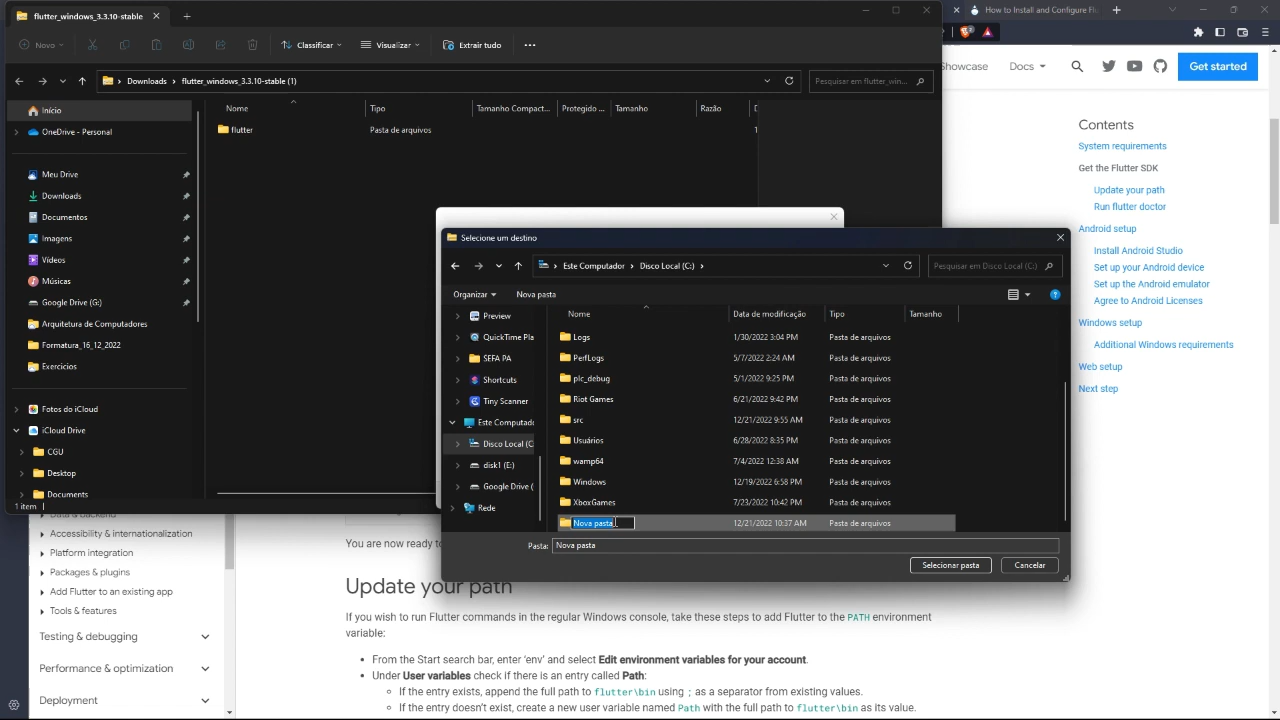 flutter_windows_3.3.10-stable
How to Install and Configure Fl
Novo
Classificar
Visualizar
Extrair tudo
Downloads
flutter_windows_3.3.10-stable (1)
Pesquisar em flutter_win...
Showcase
Docs
Get started
Início
OneDrive - Personal
Meu Drive
Downloads
Documentos
Imagens
Vídeos
Músicas
Google Drive (G:)
Arquitetura de Computadores
Formatura_16_12_2022
Exercicios
Fotos do iCloud
iCloud Drive
CGU
Desktop
Documents
1 item
Nome
Tipo
Tamanho Compact...
Protegido ...
Tamanho
Razão
flutter
Pasta de arquivos
1
Selecione um destino
Este Computador
Disco Local (C:)
Pesquisar em Disco Local (C:)
Organizar
Nova pasta
Preview
QuickTime Pla
SEFA PA
Shortcuts
Tiny Scanner
Este Computado
Disco Local (C
disk1 (E:)
Google Drive (
Rede
Nome
Data de modificação
Tipo
Tamanho
Logs 1/30/2022 3:04 PM Pasta de arquivos
PerfLogs 5/7/2022 2:24 AM Pasta de arquivos
plc_debug 5/1/2022 9:25 PM Pasta de arquivos
Riot Games 6/21/2022 9:42 PM Pasta de arquivos
src 12/21/2022 9:55 AM Pasta de arquivos
Usuários 6/28/2022 8:35 PM Pasta de arquivos
wamp64 7/4/2022 12:38 AM Pasta de arquivos
Windows 12/19/2022 6:58 PM Pasta de arquivos
XboxGames 7/23/2022 10:42 PM Pasta de arquivos
Nova pasta 12/21/2022 10:37 AM Pasta de arquivos
Pasta: Nova pasta
Selecionar pasta
Cancelar
Contents
System requirements
Get the Flutter SDK
Update your path
Run flutter doctor
Android setup
Install Android Studio
Set up your Android device
Set up the Android emulator
Agree to Android Licenses
Windows setup
Additional Windows requirements
Web setup
Next step
Data & backend
Accessibility & internationalization
Platform integration
Packages & plugins
Add Flutter to an existing app
Tools & features
Testing & debugging
Performance & optimization
Deployment
You are now ready to
Update your path
If you wish to run Flutter commands in the regular Windows console, take these steps to add Flutter to the PATH environment
variable:
• From the Start search bar, enter ‘env’ and select Edit environment variables for your account.
• Under User variables check if there is an entry called Path:
If the entry exists, append the full path to flutter\bin using ; as a separator from existing values.
If the entry doesn’t exist, create a new user variable named Path with the full path to flutter\bin as its value.